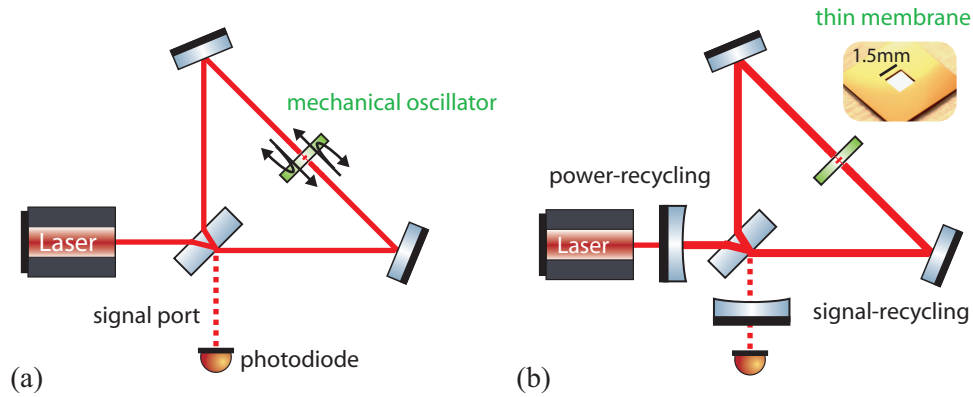 mechanical oscillator
Laser
signal port
photodiode
(a)
thin membrane
1.5mm
power-recycling
Laser
signal-recycling
(b)